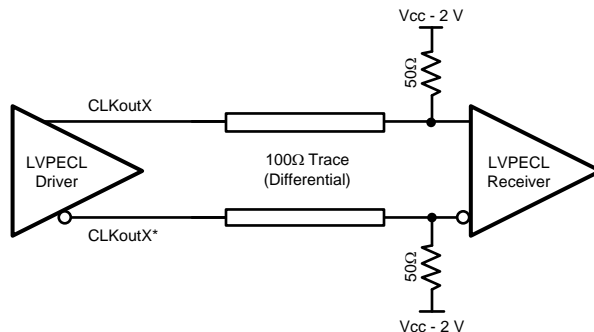 Vcc - 2 V
50Ω
CLKoutX
LVPECL
Driver
100Ω Trace
(Differential)
LVPECL
Receiver
CLKoutX*
50Ω
Vcc - 2 V